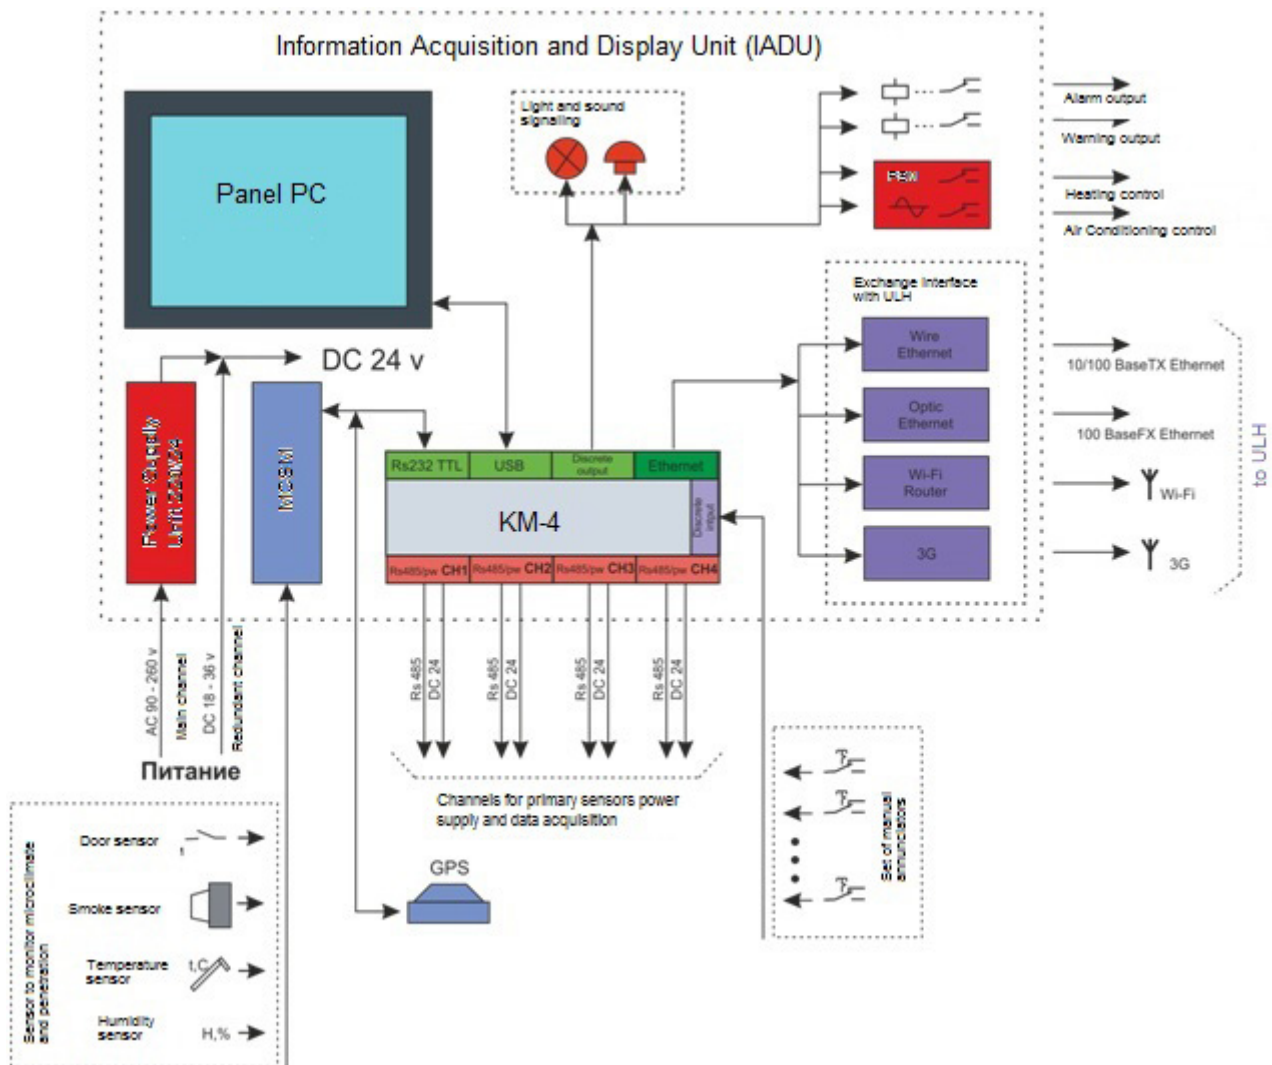 Information Acquisition and Display Unit (IADU)
Panel PC
Light and sound
signaling
Alarm output
Warning output
Heating control
Air Conditioning control
Exchange interface
with ULH
Wire
Ethernet
Optic
Ethernet
Wi-Fi
Router
3G
10/100 BaseTX Ethernet
100 BaseFX Ethernet
Wi-Fi
3G
to ULH
DC 24 v
Power Supply
Unit 220/24
Rs232 TTL
USB
Discrete
output
Ethernet
KM-4
Discrete
intput
Rs485/pw CH1
Rs485/pw CH2
Rs485/pw CH3
Rs485/pw CH4
AC 90 - 260 v
Main channel
DC 18 - 36 v
Redundant channel
Питание
Rs 485
DC 24
Rs 485
DC 24
Rs 485
DC 24
Rs 485
DC 24
Channels for primary sensors power
supply and data acquisition
GPS
Set of manual
annunciators
Sensor to monitor microclimate
and penetration
Door sensor
Smoke sensor
Temperature
sensor
t,C
Humidity
sensor
H,%